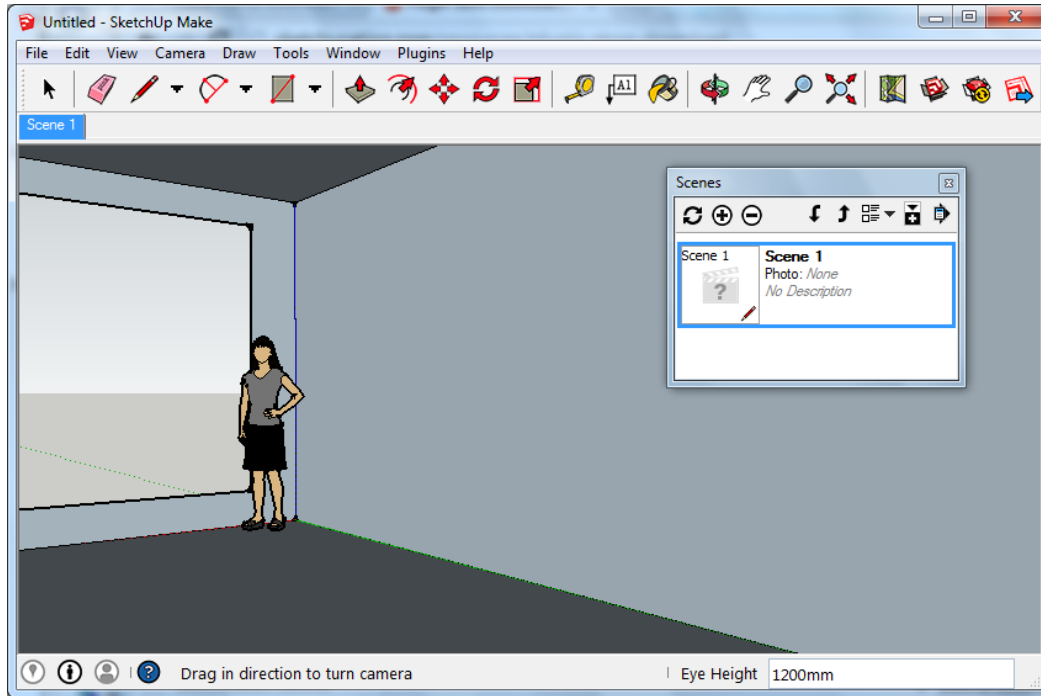 Untitled - SketchUp Make
File Edit View Camera Draw Tools Window Plugins Help
A1
Scene 1
Scenes
Scene 1
Scene 1
Photo: None
No Description
?
?
Drag in direction to turn camera
Eye Height 1200mm